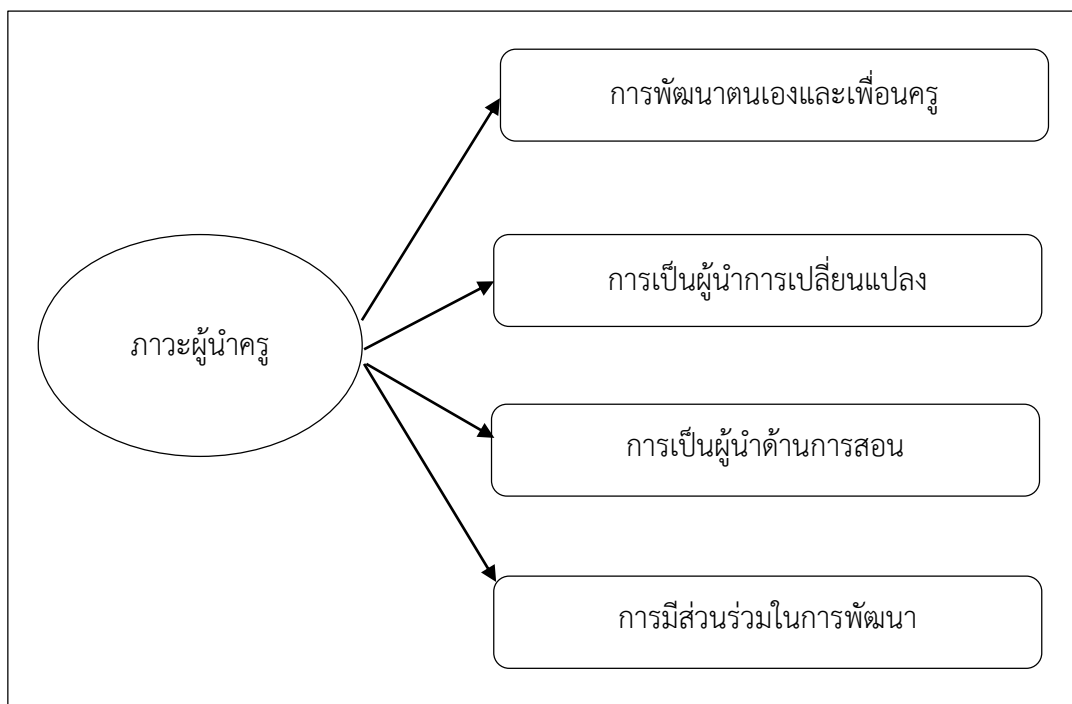 การพัฒนาตนเองและเพื่อนครู
การเป็นผู้นำการเปลี่ยนแปลง
ภาวะผู้นำครู
การเป็นผู้นำด้านการสอน
การมีส่วนร่วมในการพัฒนา